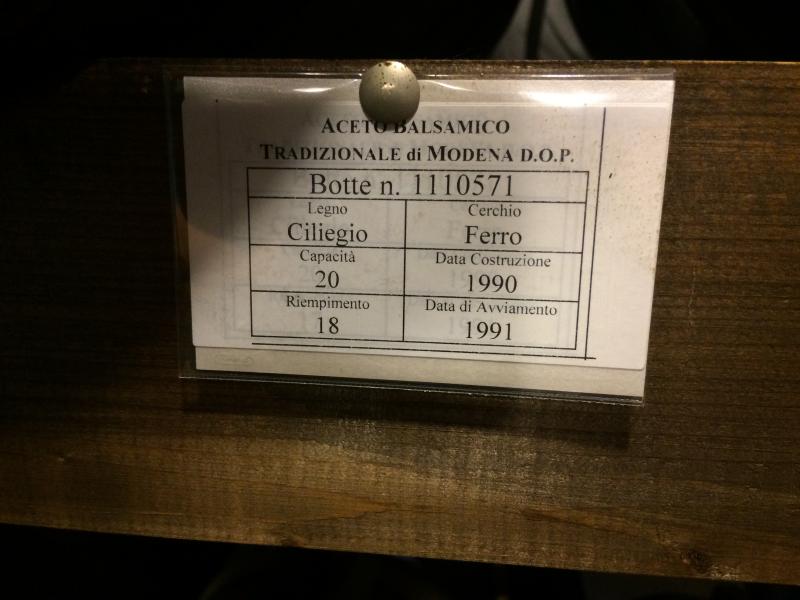 ACETO BALSAMICO
TRADIZIONALE di MODENA D.O.P.
Botte n. 1110571
Legno Cerchio
Ciliegio Ferro
Capacità Data Costruzione
20 1990
Riempimento Data di Avviamento
18 1991